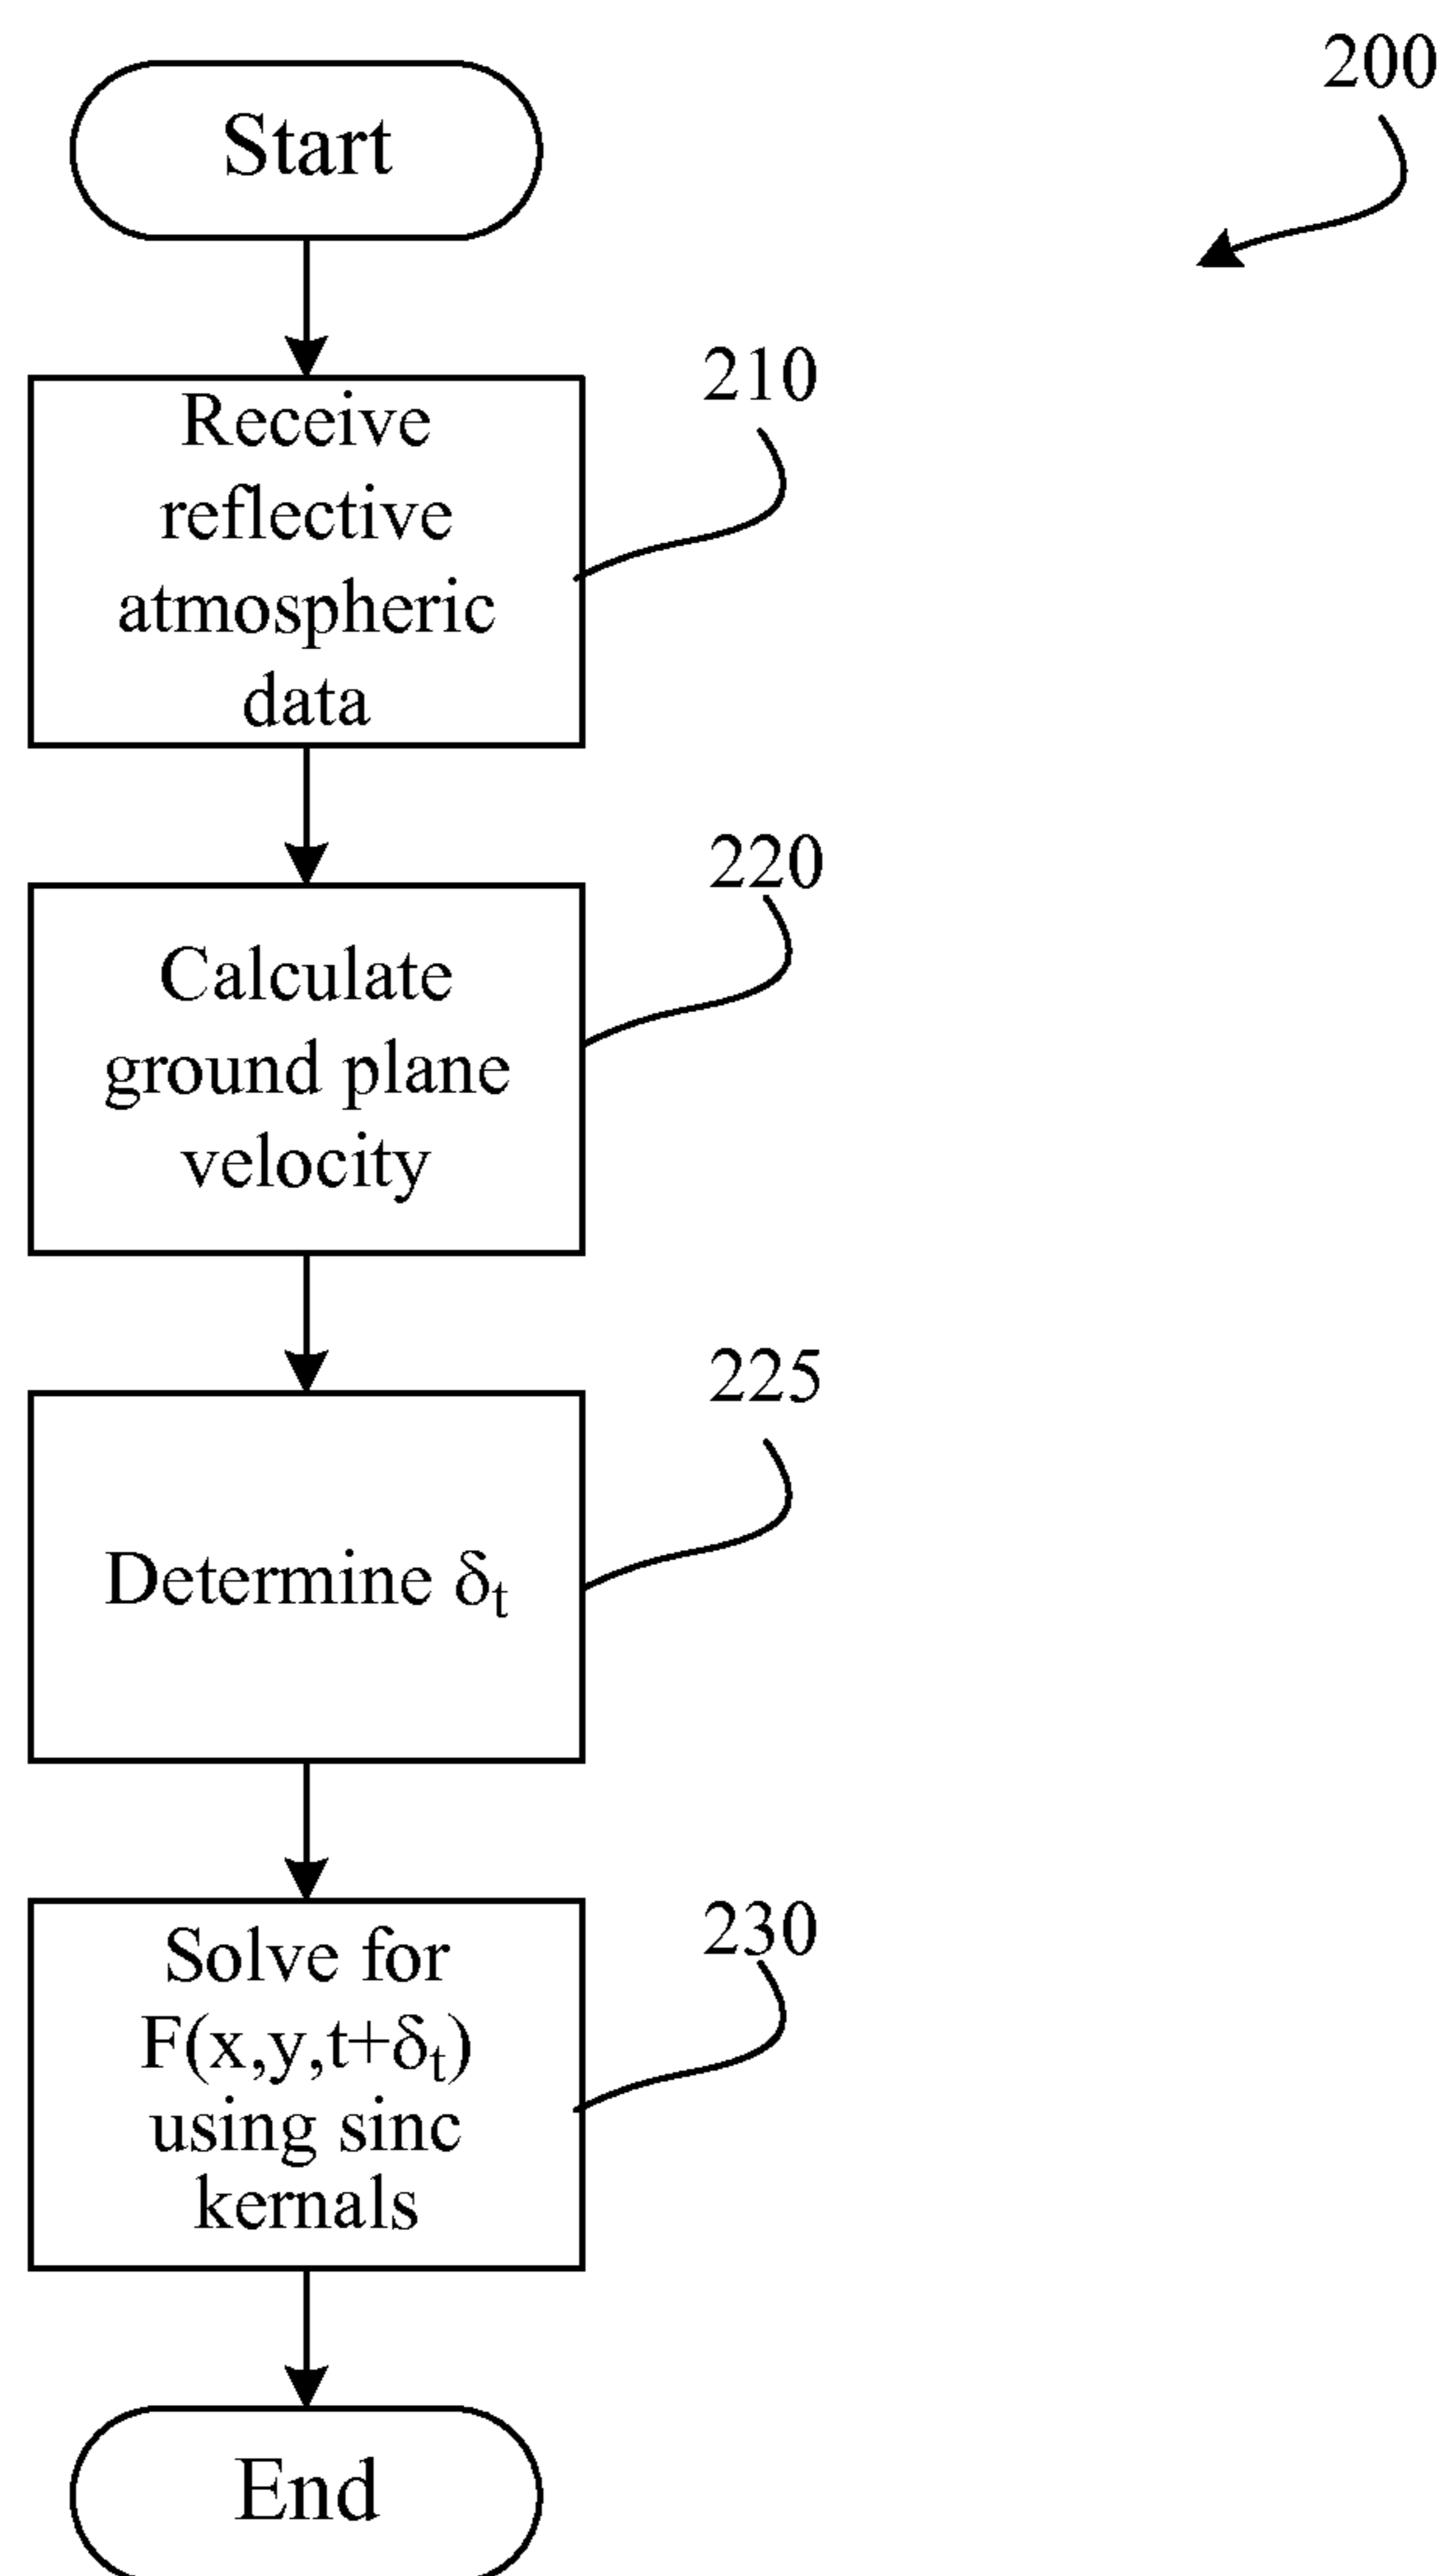 200
Start
210
Receive
reflective
atmospheric
data
220
Calculate
ground plane
velocity
225
Determine δt
230
Solve for
F(x,y,t+δt)
using sinc
kernals
End